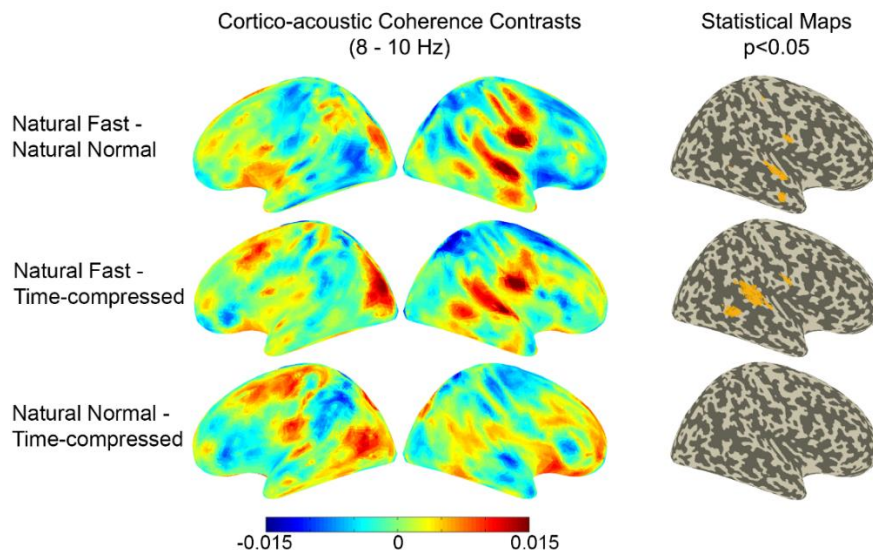 Cortico-acoustic Coherence Contrasts
(8 - 10 Hz)
Statistical Maps
p<0.05
Natural Fast -
Natural Normal
Natural Fast -
Time-compressed
Natural Normal -
Time-compressed
-0.015 0 0.015